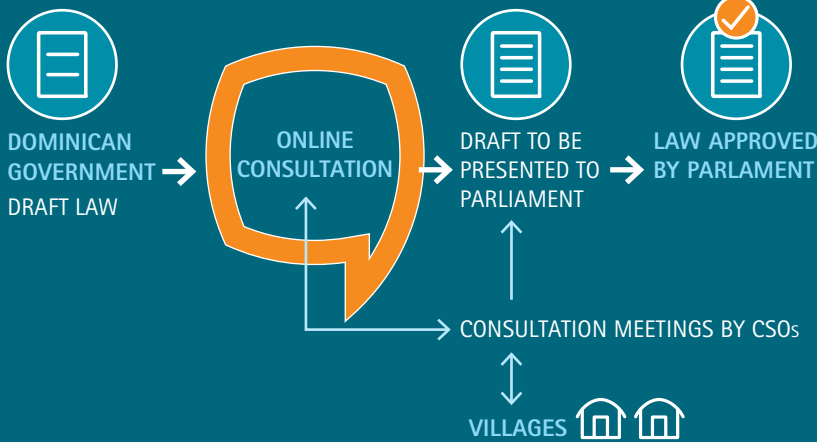 DOMINICAN
GOVERNMENT
DRAFT LAW
ONLINE
CONSULTATION
DRAFT TO BE
PRESENTED TO
PARLIAMENT
LAW APPROVED
BY PARLAMENT
CONSULTATION MEETINGS BY CSOs
VILLAGES